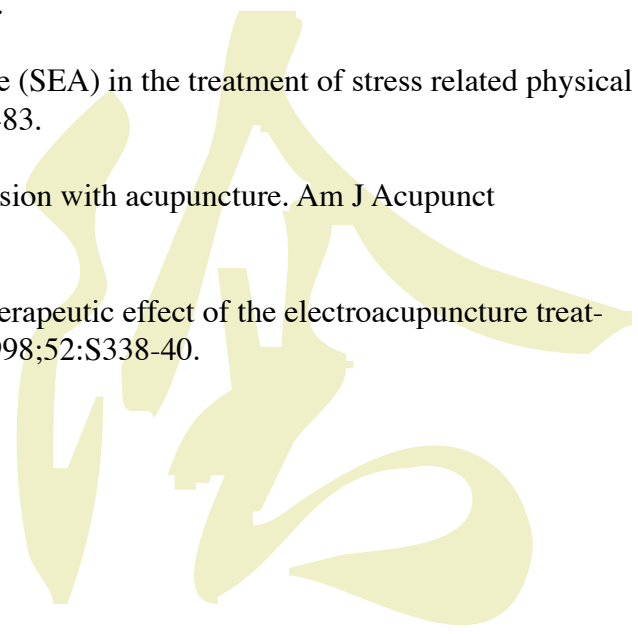 .
e (SEA) in the treatment of stress related physical
83.
sion with acupuncture. Am J Acupunct
erapeutic effect of the electroacupuncture treat-
98;52:S338-40.